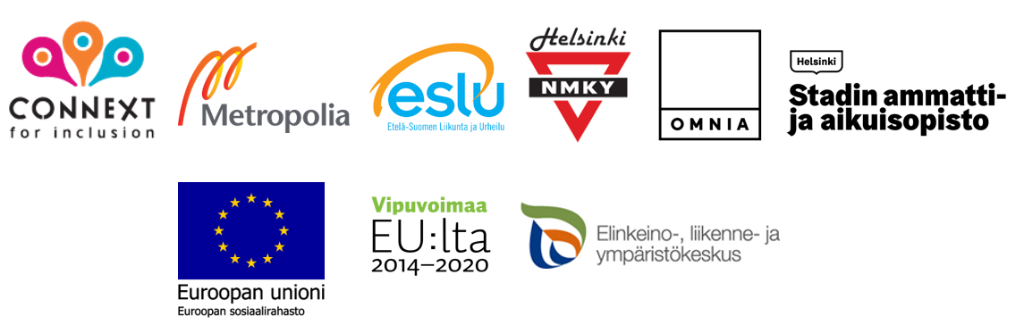 CONNEXT
for inclusion
Metropolia
eslu
Etelä-Suomen Liikunta ja Urheilu
Helsinki
NMKY
OMNIA
Helsinki
Stadin ammatti-
ja aikuisopisto
Euroopan unioni
Euroopan sosiaalirahasto
Vipuvoimaa
EU:lta
2014–2020
Elinkeino-, liikenne- ja
ympäristökeskus